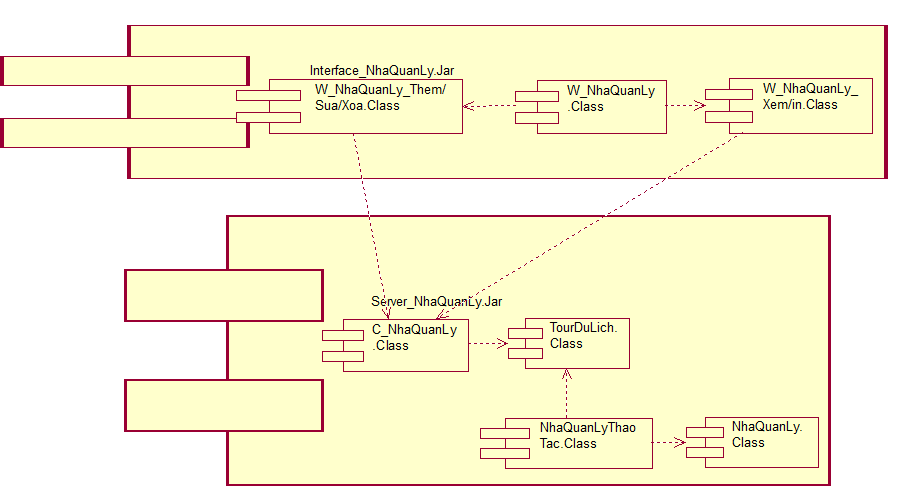 Interface_NhaQuanLy.Jar
W_NhaQuanLy_Them/
Sua/Xoa.Class
W_NhaQuanLy
.Class
W_NhaQuanLy_
Xem/in.Class
Server_NhaQuanLy.Jar
C_NhaQuanLy
.Class
TourDuLich.
Class
NhaQuanLyThao
Tac.Class
NhaQuanLy.
Class